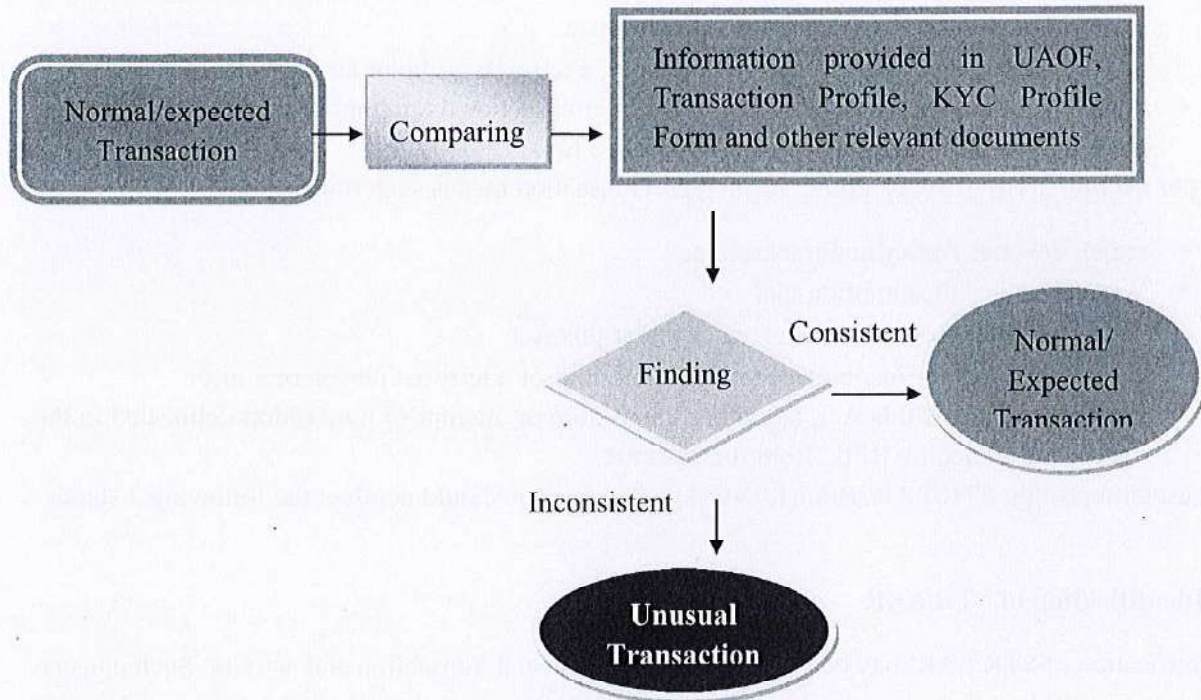 Normal/expected
Transaction
Comparing
Information provided in UAOF,
Transaction Profile, KYC Profile
Form and other relevant documents
Finding
Consistent
Normal/
Expected
Transaction
Inconsistent
Unusual
Transaction